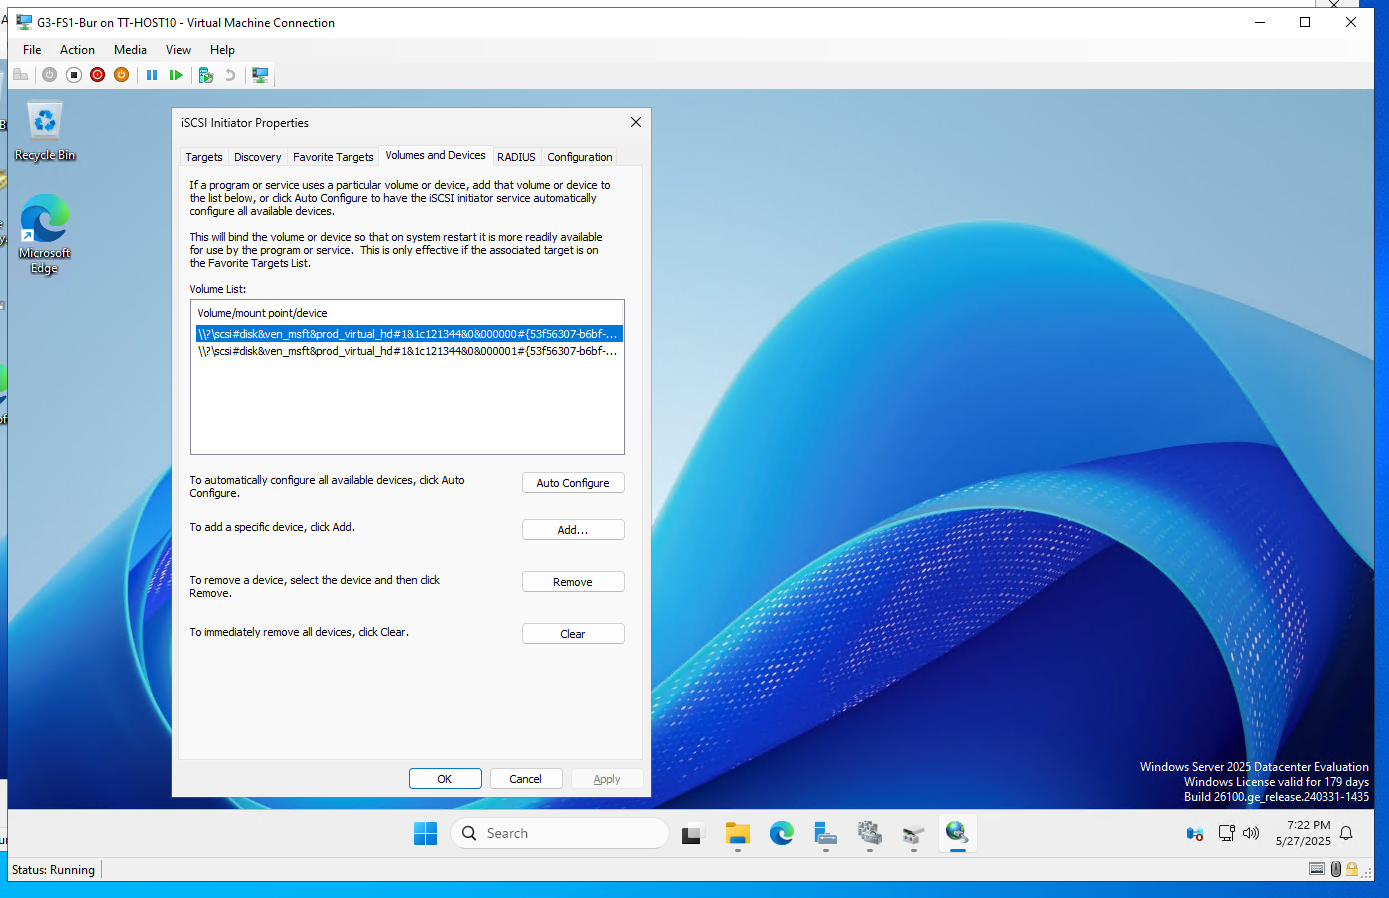 G3-FS1-Bur on TT-HOST10 - Virtual Machine Connection
File Action Media View Help
Recycle Bin
Microsoft
Edge
iSCSI Initiator Properties
Targets Discovery Favorite Targets Volumes and Devices RADIUS Configuration
If a program or service uses a particular volume or device, add that volume or device to
the list below, or click Auto Configure to have the iSCSI initiator service automatically
configure all available devices.
This will bind the volume or device so that on system restart it is more readily available
for use by the program or service. This is only effective if the associated target is on
the Favorite Targets List.
Volume List:
Volume/mount point/device
\\?\scsi#disk&ven_msft&prod_virtual_hd#1&1c121344&0&000000#{53f56307-b6bf-...
\\?\scsi#disk&ven_msft&prod_virtual_hd#1&1c121344&0&000001#{53f56307-b6bf-...
To automatically configure all available devices, click Auto
Configure.
Auto Configure
To add a specific device, click Add.
Add...
To remove a device, select the device and then click
Remove.
Remove
To immediately remove all devices, click Clear.
Clear
OK Cancel Apply
Windows Server 2025 Datacenter Evaluation
Windows License valid for 179 days
Build 26100.ge_release.240331-1435
Search
7:22 PM
5/27/2025
Status: Running